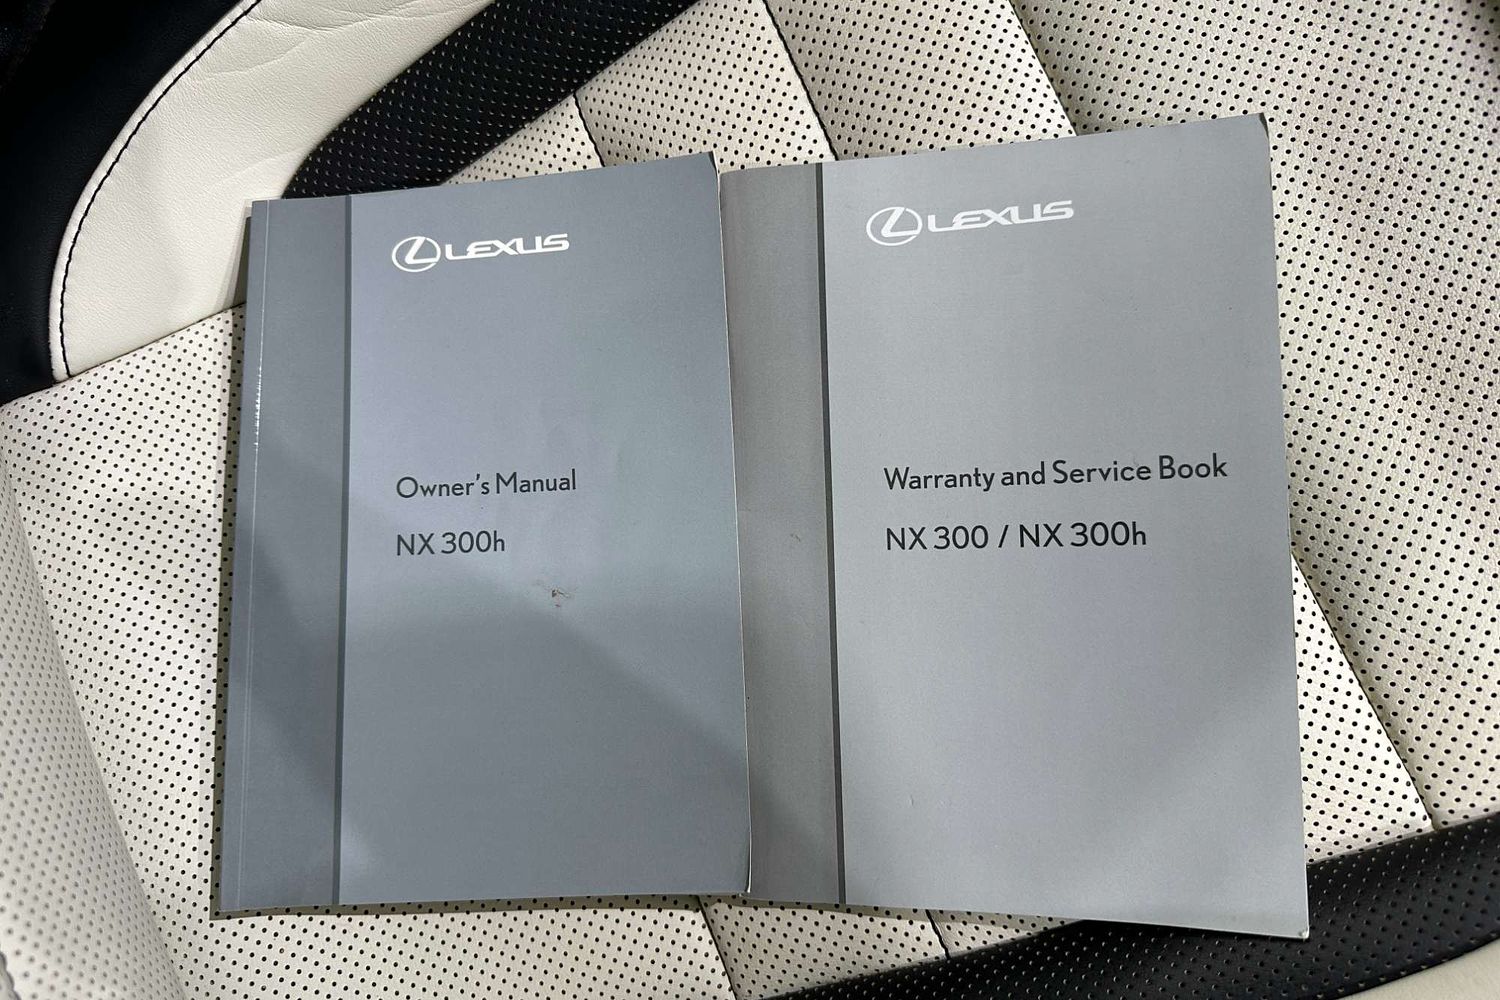 LEXUS
Owner's Manual
NX 300h
LEXUS
Warranty and Service Book
NX 300 / NX 300h